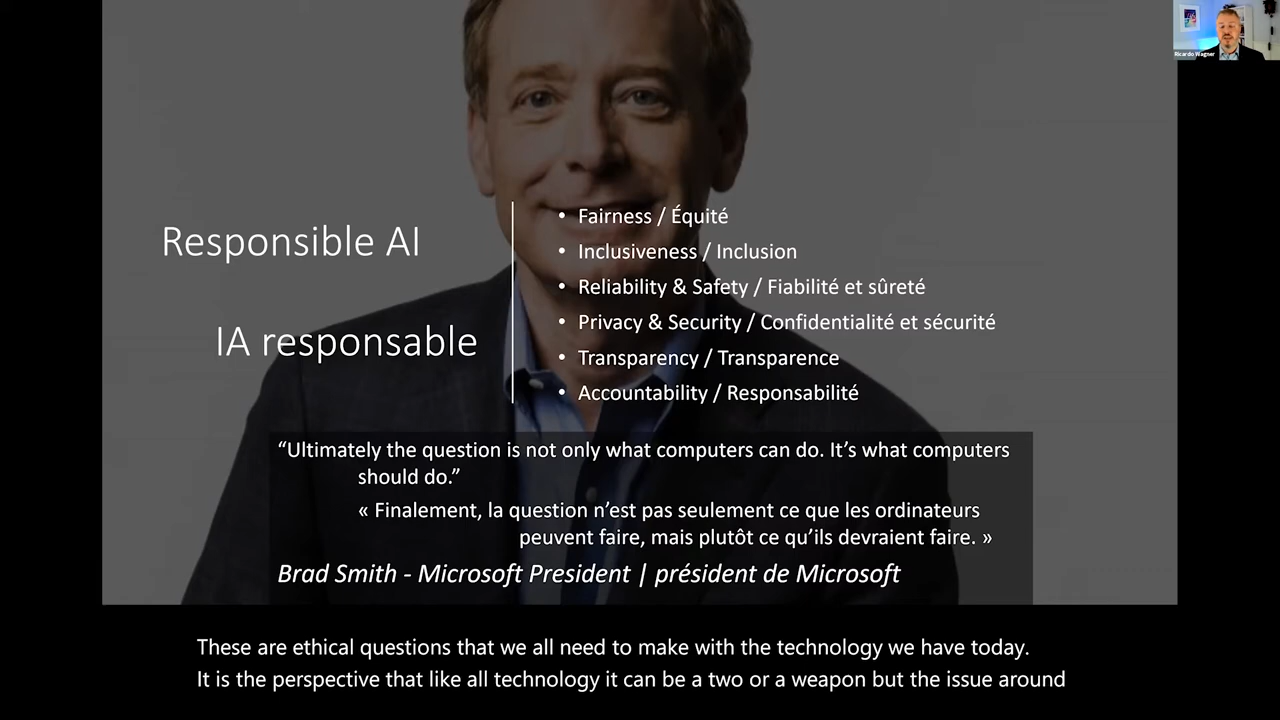 Ricardo Wagner
Responsible AI
IA responsable
• Fairness / Équité
• Inclusiveness / Inclusion
• Reliability & Safety / Fiabilité et sûreté
• Privacy & Security / Confidentialité et sécurité
• Transparency / Transparence
• Accountability / Responsabilité
“Ultimately the question is not only what computers can do. It’s what computers
should do.”
« Finalement, la question n’est pas seulement ce que les ordinateurs
peuvent faire, mais plutôt ce qu’ils devraient faire. »
Brad Smith - Microsoft President | président de Microsoft
These are ethical questions that we all need to make with the technology we have today.
It is the perspective that like all technology it can be a two or a weapon but the issue around